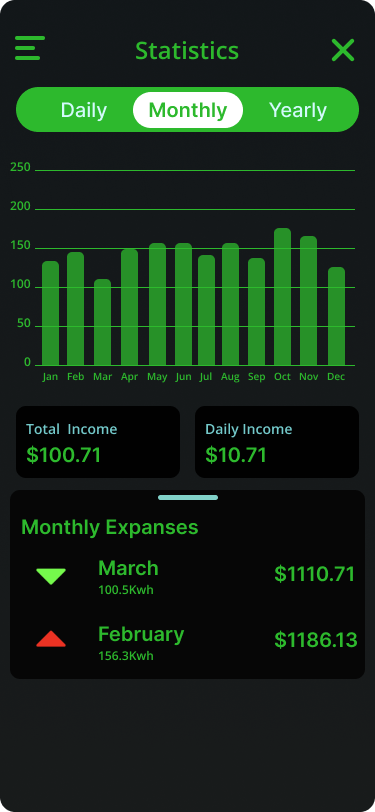 Statistics
Daily Monthly Yearly
250
200
150
100
50
0
Jan Feb Mar Apr May Jun Jul Aug Sep Oct Nov Dec
Total Income
$100.71
Daily Income
$10.71
Monthly Expanses
March
$1110.71
100.5Kwh
February
$1186.13
156.3Kwh